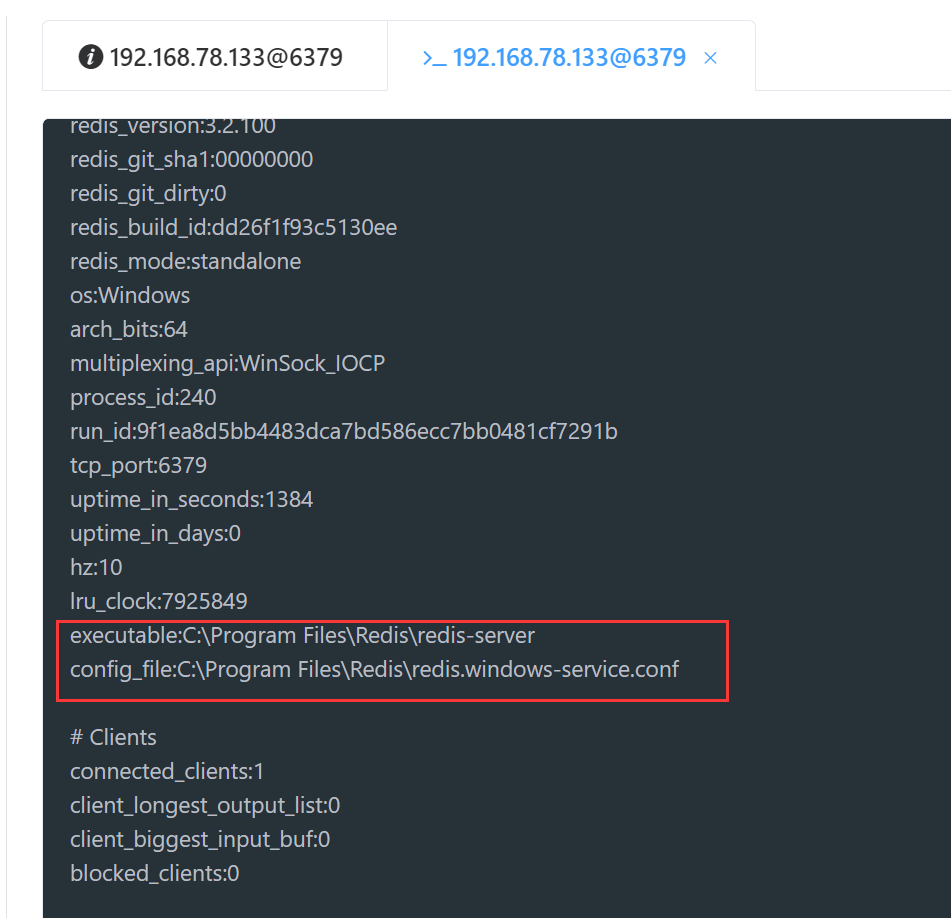 192.168.78.133@6379
>_ 192.168.78.133@6379 ×
redis_version:3.2.100
redis_git_sha1:00000000
redis_git_dirty:0
redis_build_id:dd26f1f93c5130ee
redis_mode:standalone
os:Windows
arch_bits:64
multiplexing_api:WinSock_IOCP
process_id:240
run_id:9f1ea8d5bb4483dca7bd586ecc7bb0481cf7291b
tcp_port:6379
uptime_in_seconds:1384
uptime_in_days:0
hz:10
lru_clock:7925849
executable:C:\Program Files\Redis\redis-server
config_file:C:\Program Files\Redis\redis.windows-service.conf
# Clients
connected_clients:1
client_longest_output_list:0
client_biggest_input_buf:0
blocked_clients:0